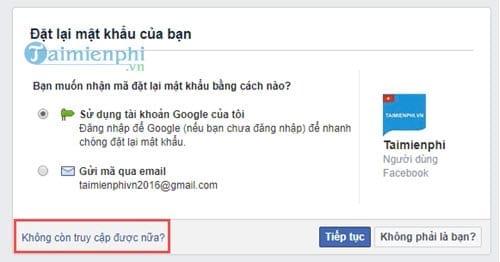 Đặt lại mật khẩu của bạn
Taimienphi
.vn
Bạn muốn nhận mã đặt lại mật khẩu bằng cách nào?
Sử dụng tài khoản Google của tôi
Đăng nhập để Google (nếu bạn chưa đăng nhập) để nhanh
chóng đặt lại mật khẩu.
Gửi mã qua email
taimienphivn2016@gmail.com
TAIMIENPHI.VN
Taimienphi
Người dùng
Facebook
Không còn truy cập được nữa?
Tiếp tục
Không phải là bạn?